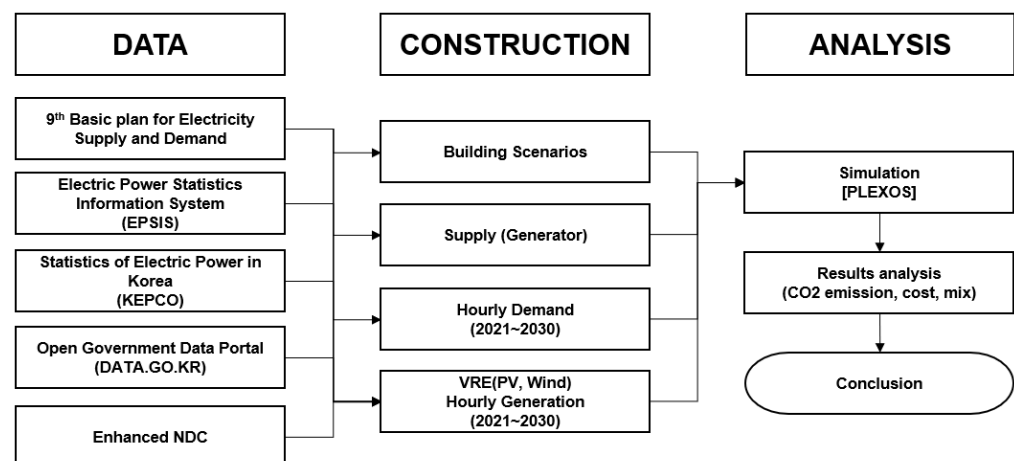 DATA
9th Basic plan for Electricity
Supply and Demand
Electric Power Statistics
Information System
(EPSIS)
Statistics of Electric Power in
Korea
(KEPCO)
Open Government Data Portal
(DATA.GO.KR)
Enhanced NDC
CONSTRUCTION
Building Scenarios
Supply (Generator)
Hourly Demand
(2021~2030)
VRE(PV, Wind)
Hourly Generation
(2021~2030)
ANALYSIS
Simulation
[PLEXOS]
Results analysis
(CO2 emission, cost, mix)
Conclusion